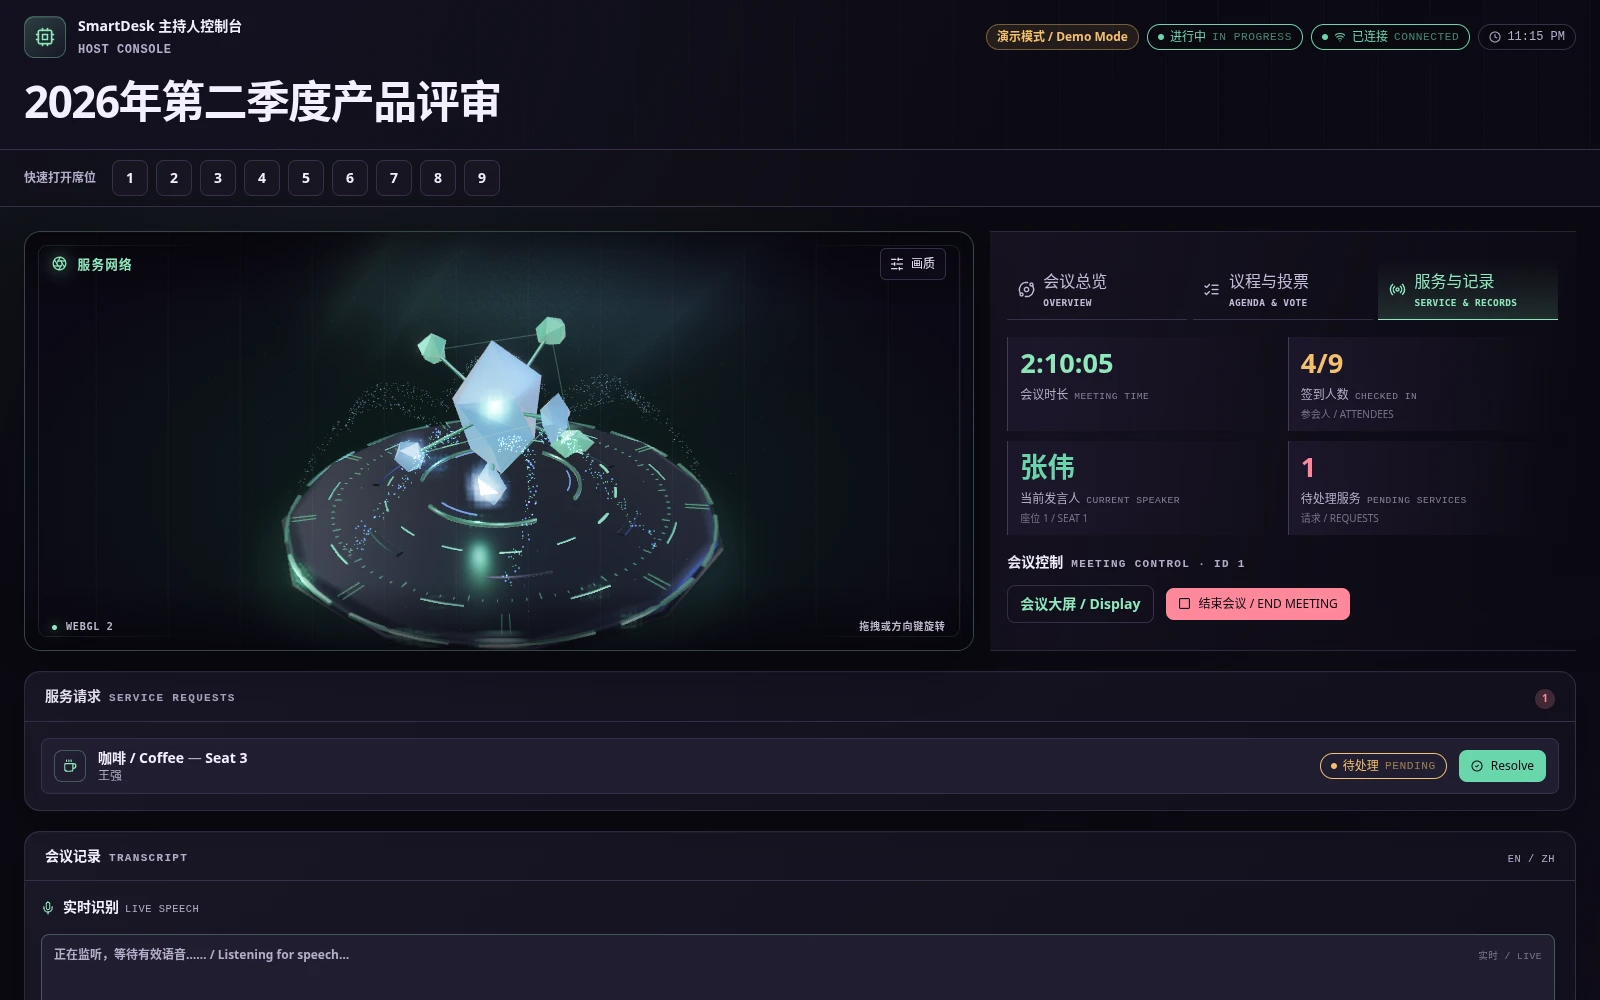 SmartDesk 主持人控制台
HOST CONSOLE
演示模式 / Demo Mode
进行中 IN PROGRESS
已连接 CONNECTED
11:15 PM
2026年第二季度产品评审
快速打开席位 1 2 3 4 5 6 7 8 9
服务网络
画质
WEBGL 2
拖拽或方向键旋转
会议总览
OVERVIEW
议程与投票
AGENDA & VOTE
服务与记录
SERVICE & RECORDS
2:10:05
会议时长 MEETING TIME
4/9
签到人数 CHECKED IN
参会人 / ATTENDEES
张伟
当前发言人 CURRENT SPEAKER
座位 1 / SEAT 1
1
待处理服务 PENDING SERVICES
请求 / REQUESTS
会议控制 MEETING CONTROL · ID 1
会议大屏 / Display
结束会议 / END MEETING
服务请求 SERVICE REQUESTS
1
咖啡 / Coffee — Seat 3
王强
待处理 PENDING
Resolve
会议记录 TRANSCRIPT
EN / ZH
实时识别 LIVE SPEECH
正在监听，等待有效语音…… / Listening for speech…
实时 / LIVE